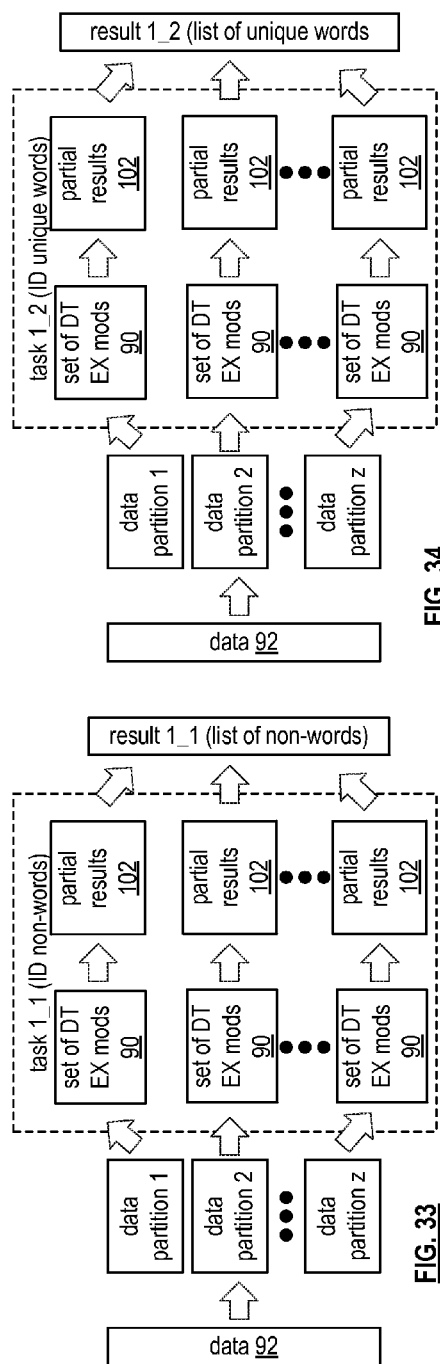 data 92
data
partition 1
data
partition 2
data
partition z
task 1_1 (ID non-words)
set of DT
EX mods
90
partial
results
102
set of DT
EX mods
90
partial
results
102
set of DT
EX mods
90
partial
results
102
result 1_1 (list of non-words)
FIG. 33
data 92
data
partition 1
data
partition 2
data
partition z
task 1_2 (ID unique words)
set of DT
EX mods
90
partial
results
102
set of DT
EX mods
90
partial
results
102
set of DT
EX mods
90
partial
results
102
result 1_2 (list of unique words
FIG. 34